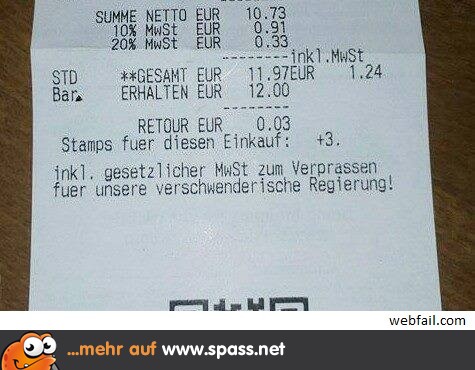 SUMME NETTO EUR 10.73
10% MwSt EUR 0.91
20% MwSt EUR 0.33
---------inkl.MwSt
STD **GESAMT EUR 11.97EUR 1.24
Bar ERHALTEN EUR 12.00
---------
RETOUR EUR 0.03
Stamps fuer diesen Einkauf: +3.
inkl. gesetzlicher MwSt zum Verprassen
fuer unsere verschwenderische Regierung!
webfail.com
...mehr auf www.spass.net